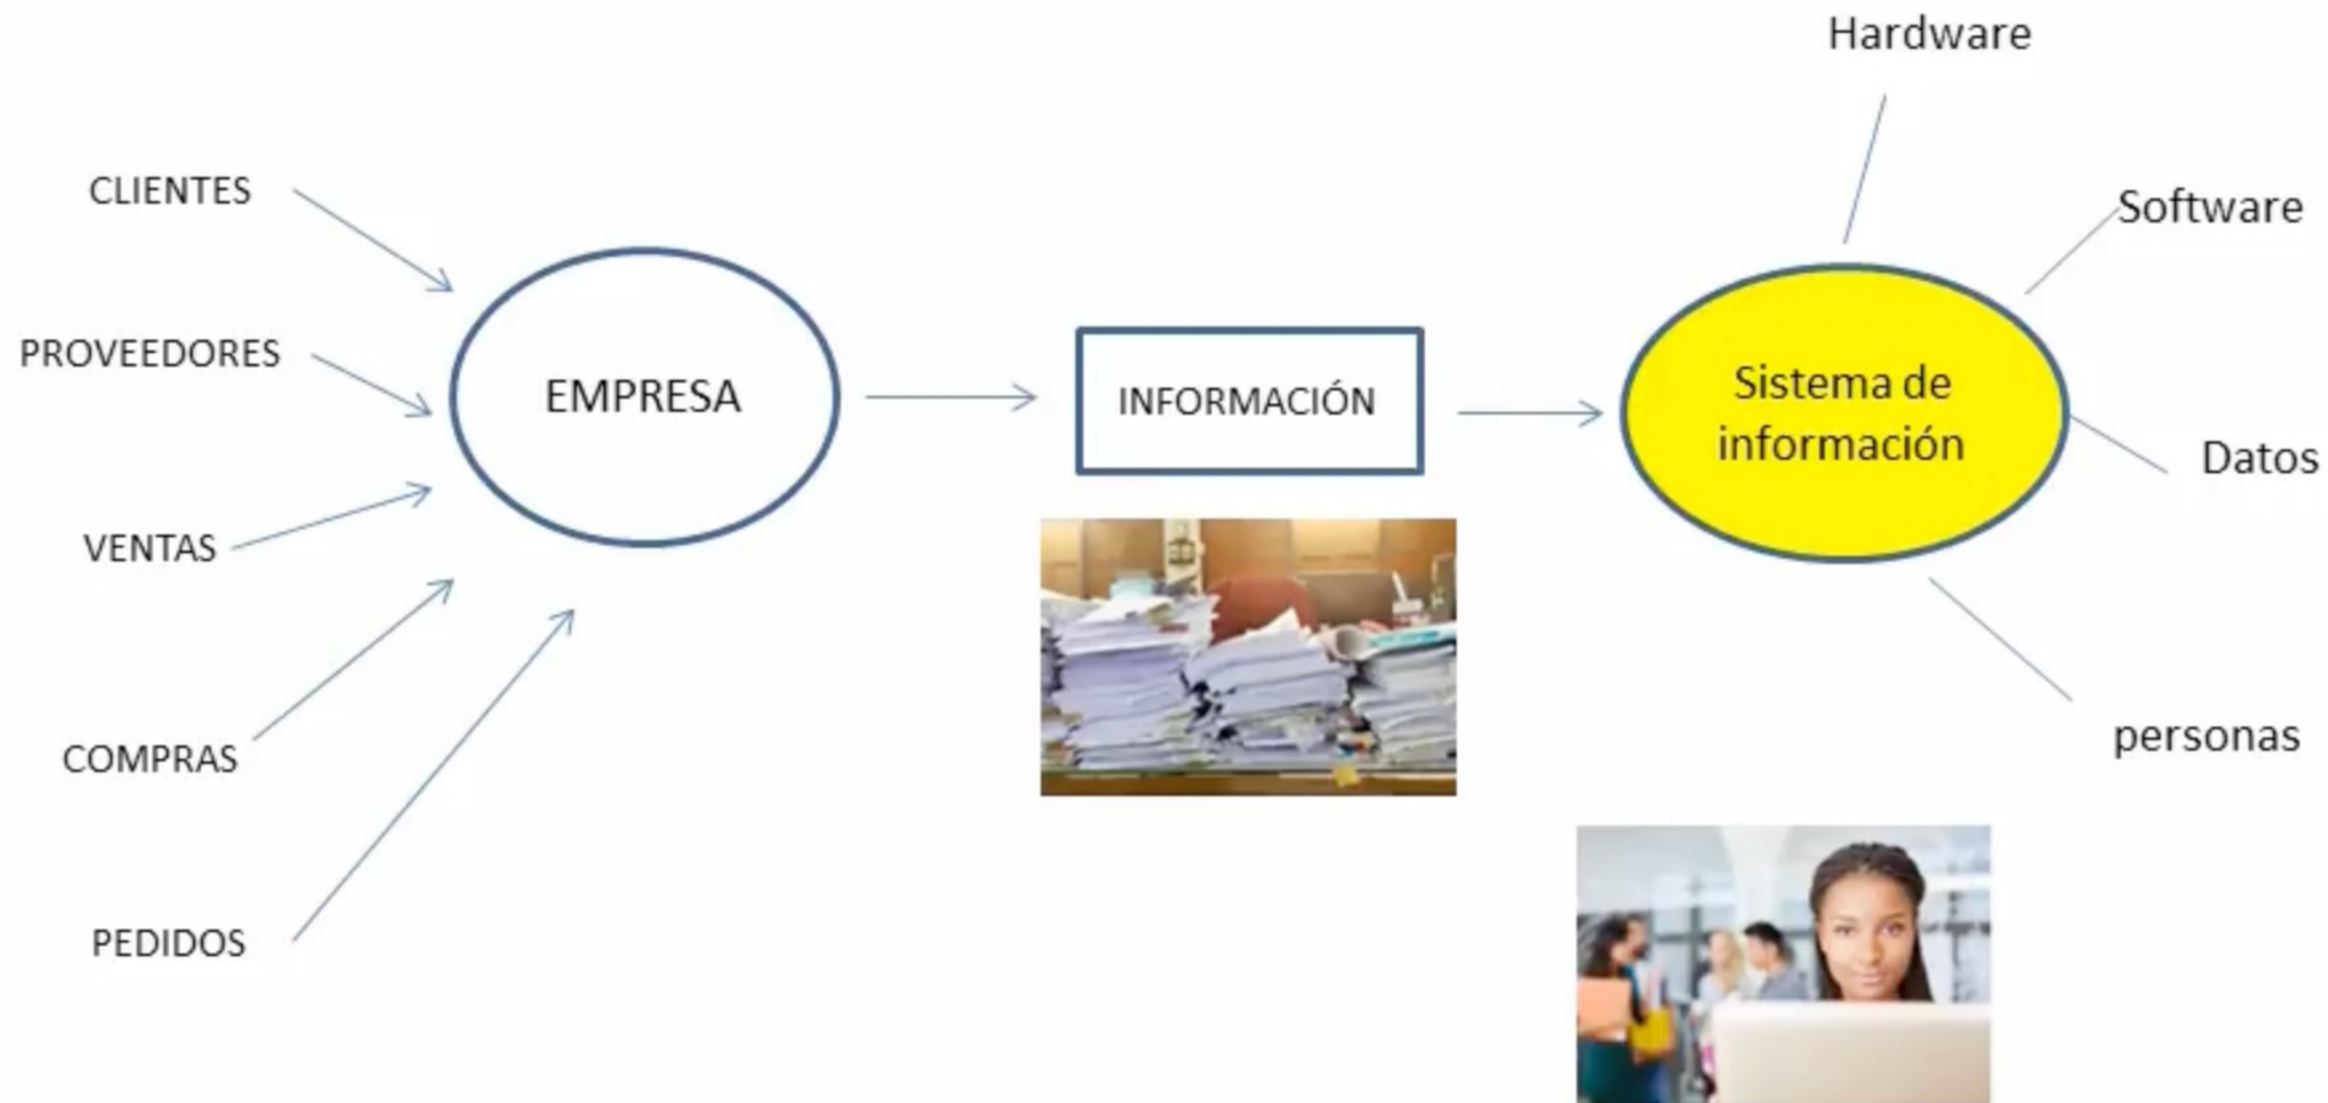 Hardware
CLIENTES
Software
PROVEEDORES
EMPRESA
INFORMACIÓN
Sistema de
información
Datos
VENTAS
COMPRAS
personas
PEDIDOS